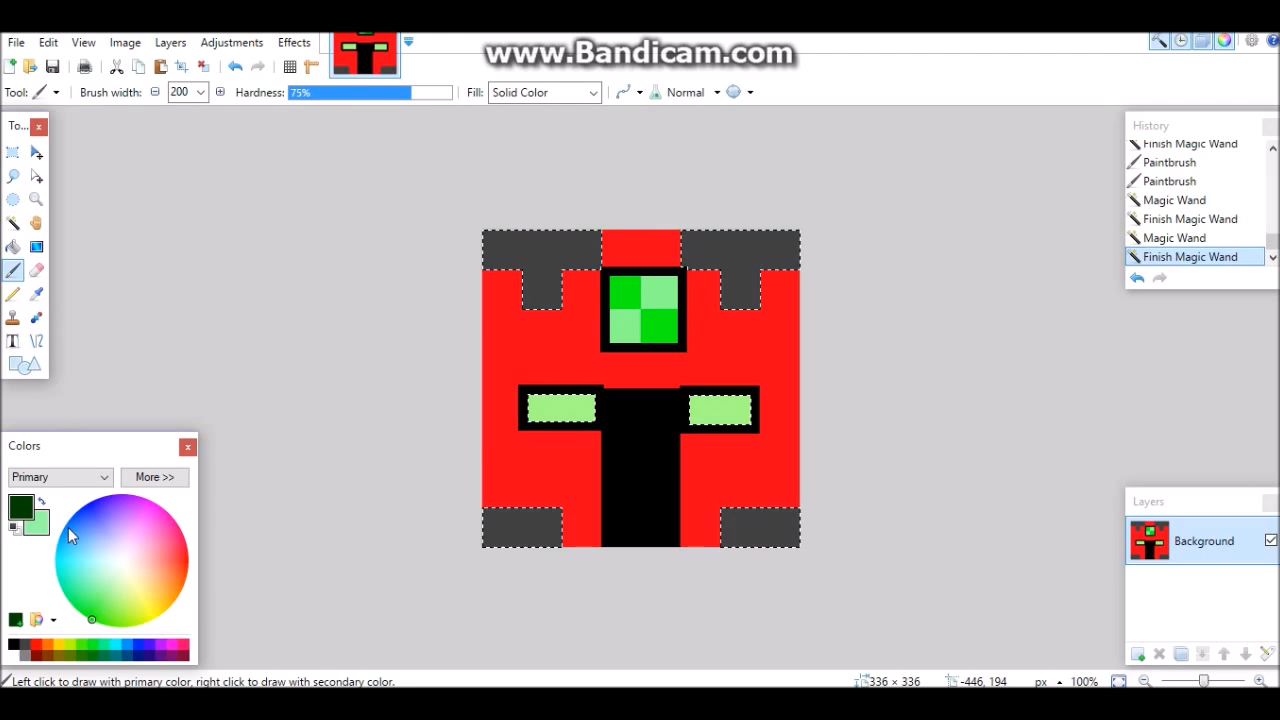 www.Bandicam.com
File Edit View Image Layers Adjustments Effects
Tool: Brush width: 200 Hardness: 75% Fill: Solid Color Normal
To...
History
Finish Magic Wand
Paintbrush
Paintbrush
Magic Wand
Finish Magic Wand
Magic Wand
Finish Magic Wand
Colors
Primary More >>
Layers
Background
Left click to draw with primary color, right click to draw with secondary color. 336 × 336 -446, 194 px 100%